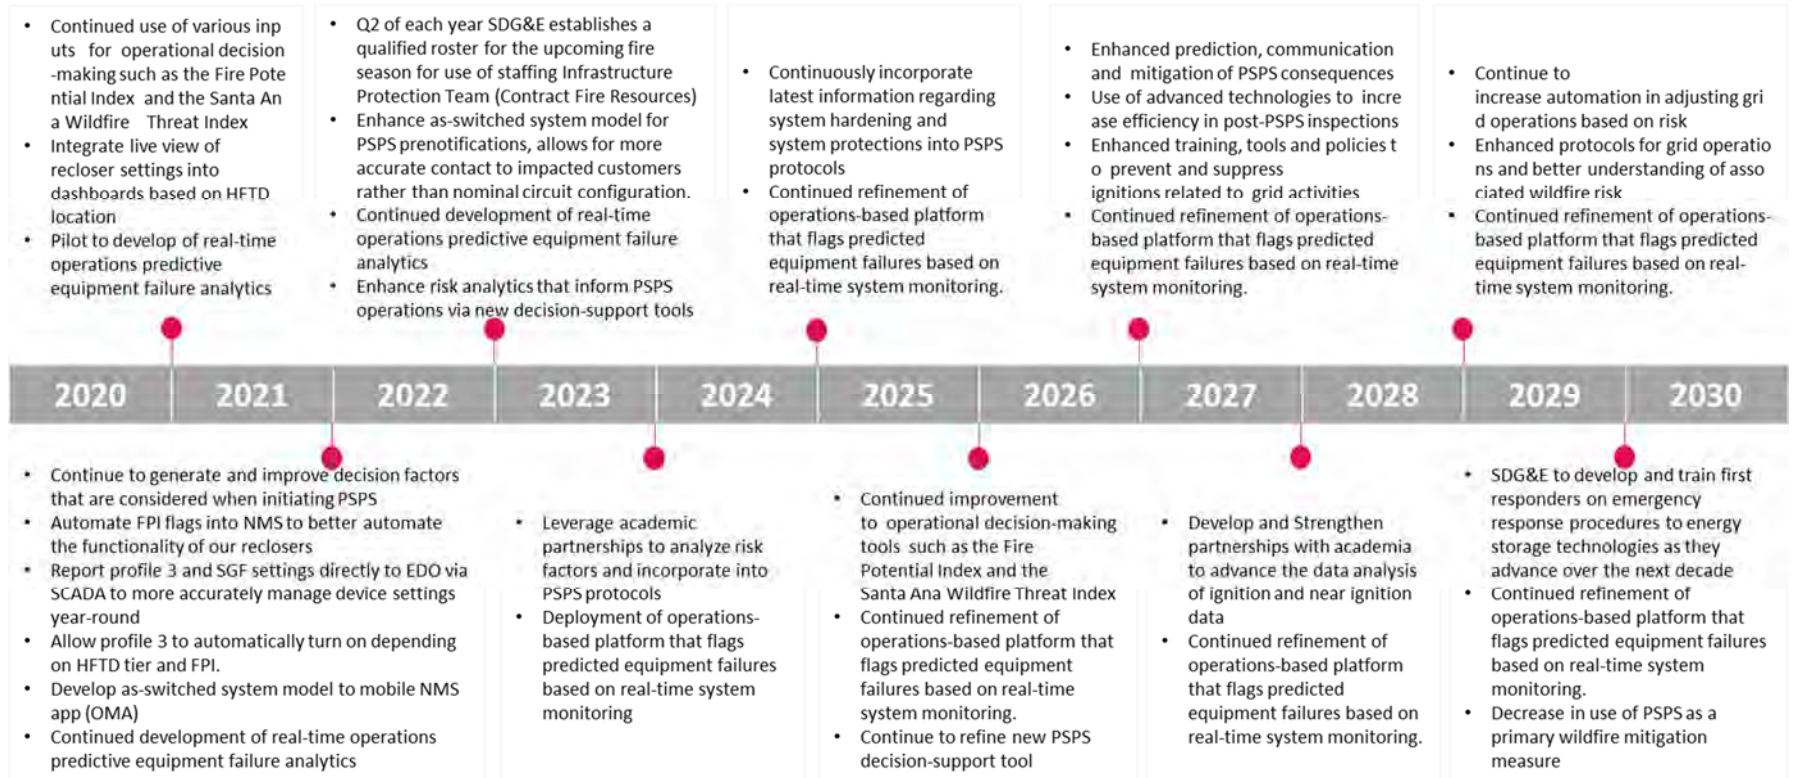 • Continued use of various inp
uts for operational decision
-making such as the Fire Pote
ntial Index and the Santa An
a Wildfire Threat Index
• Integrate live view of
recloser settings into
dashboards based on HFTD
location
• Pilot to develop of real-time
operations predictive
equipment failure analytics
• Q2 of each year SDG&E establishes a
qualified roster for the upcoming fire
season for use of staffing Infrastructure
Protection Team (Contract Fire Resources)
• Enhance as-switched system model for
PSPS prenotifications, allows for more
accurate contact to impacted customers
rather than nominal circuit configuration.
• Continued development of real-time
operations predictive equipment failure
analytics
• Enhance risk analytics that inform PSPS
operations via new decision-support tools
• Continuously incorporate
latest information regarding
system hardening and
system protections into PSPS
protocols
• Continued refinement of
operations-based platform
that flags predicted
equipment failures based on
real-time system monitoring.
• Enhanced prediction, communication
and mitigation of PSPS consequences
• Use of advanced technologies to incre
ase efficiency in post-PSPS inspections
• Enhanced training, tools and policies t
o prevent and suppress
ignitions related to grid activities
• Continued refinement of operations-
based platform that flags predicted
equipment failures based on real-time
system monitoring.
• Continue to
increase automation in adjusting gri
d operations based on risk
• Enhanced protocols for grid operatio
ns and better understanding of asso
ciated wildfire risk
• Continued refinement of operations-
based platform that flags predicted
equipment failures based on real-
time system monitoring.
2020 2021 2022 2023 2024 2025 2026 2027 2028 2029 2030
• Continue to generate and improve decision factors
that are considered when initiating PSPS
• Automate FPI flags into NMS to better automate
the functionality of our reclosers
• Report profile 3 and SGF settings directly to EDO via
SCADA to more accurately manage device settings
year-round
• Allow profile 3 to automatically turn on depending
on HFTD tier and FPI.
• Develop as-switched system model to mobile NMS
app (OMA)
• Continued development of real-time operations
predictive equipment failure analytics
• Leverage academic
partnerships to analyze risk
factors and incorporate into
PSPS protocols
• Deployment of operations-
based platform that flags
predicted equipment failures
based on real-time system
monitoring
• Continued improvement
to operational decision-making
tools such as the Fire
Potential Index and the
Santa Ana Wildfire Threat Index
• Continued refinement of
operations-based platform that
flags predicted equipment
failures based on real-time
system monitoring.
• Continue to refine new PSPS
decision-support tool
• Develop and Strengthen
partnerships with academia
to advance the data analysis
of ignition and near ignition
data
• Continued refinement of
operations-based platform
that flags predicted
equipment failures based on
real-time system monitoring.
• SDG&E to develop and train first
responders on emergency
response procedures to energy
storage technologies as they
advance over the next decade
• Continued refinement of
operations-based platform that
flags predicted equipment failures
based on real-time system
monitoring.
• Decrease in use of PSPS as a
primary wildfire mitigation
measure